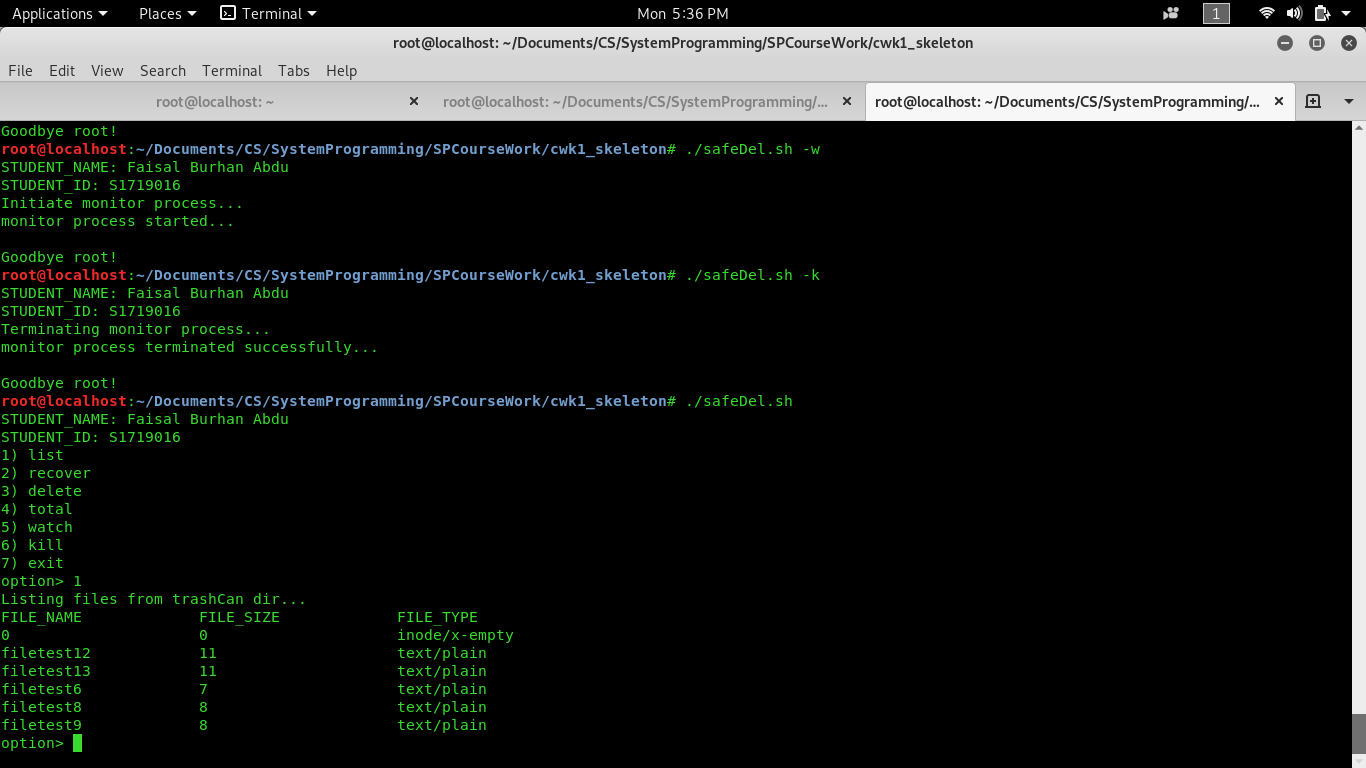 Applications Places Terminal Mon 5:36 PM 1
root@localhost: ~/Documents/CS/SystemProgramming/SPCourseWork/cwk1_skeleton
File Edit View Search Terminal Tabs Help
root@localhost: ~ root@localhost: ~/Documents/CS/SystemProgramming/... root@localhost: ~/Documents/CS/SystemProgramming/...
Goodbye root!
root@localhost:~/Documents/CS/SystemProgramming/SPCourseWork/cwk1_skeleton# ./safeDel.sh -w
STUDENT_NAME: Faisal Burhan Abdu
STUDENT_ID: S1719016
Initiate monitor process...
monitor process started...
Goodbye root!
root@localhost:~/Documents/CS/SystemProgramming/SPCourseWork/cwk1_skeleton# ./safeDel.sh -k
STUDENT_NAME: Faisal Burhan Abdu
STUDENT_ID: S1719016
Terminating monitor process...
monitor process terminated successfully...
Goodbye root!
root@localhost:~/Documents/CS/SystemProgramming/SPCourseWork/cwk1_skeleton# ./safeDel.sh
STUDENT_NAME: Faisal Burhan Abdu
STUDENT_ID: S1719016
1) list
2) recover
3) delete
4) total
5) watch
6) kill
7) exit
option> 1
Listing files from trashCan dir...
FILE_NAME FILE_SIZE FILE_TYPE
0 0 inode/x-empty
filetest12 11 text/plain
filetest13 11 text/plain
filetest6 7 text/plain
filetest8 8 text/plain
filetest9 8 text/plain
option>